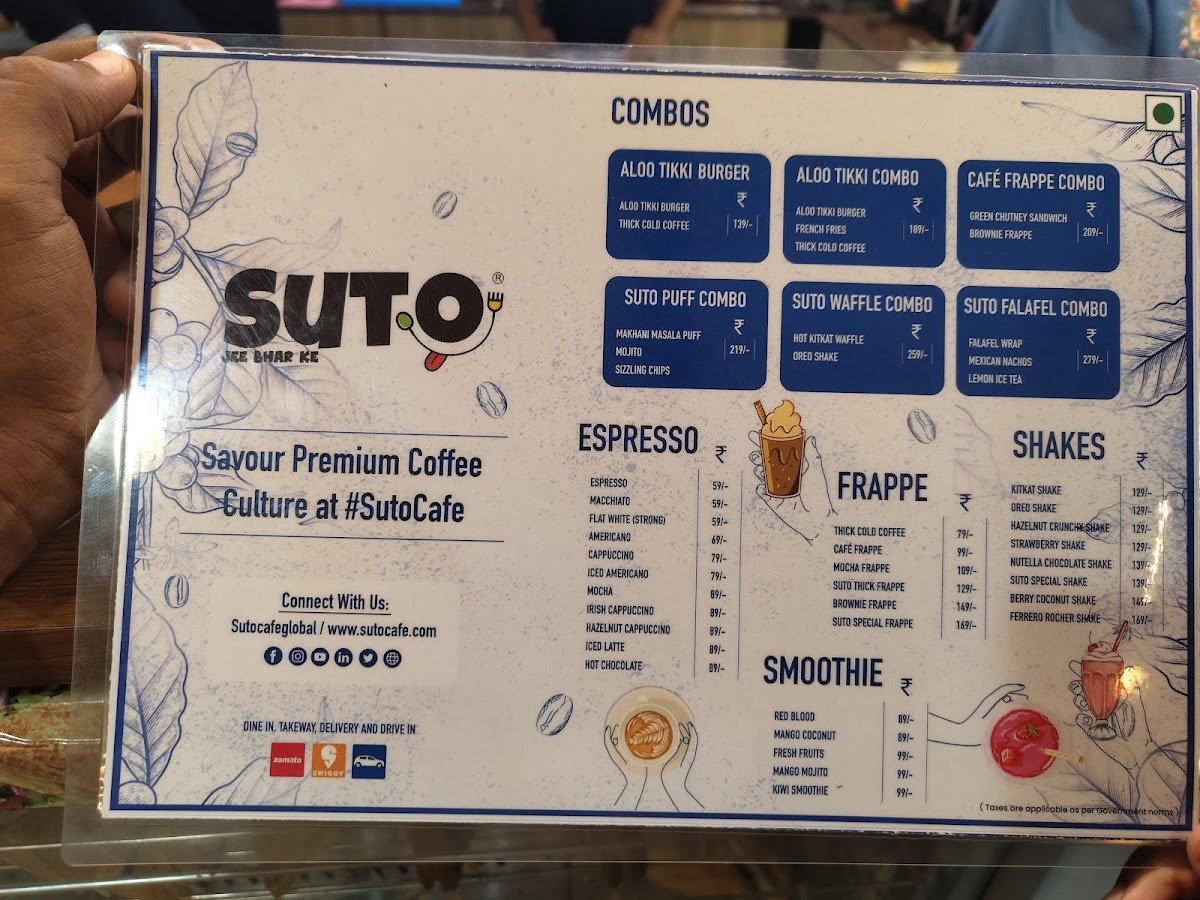 SUTO®
JEE BHAR KE
Savour Premium Coffee
Culture at #SutoCafe
Connect With Us:
Sutocafeglobal / www.sutocafe.com
DINE IN, TAKEWAY, DELIVERY AND DRIVE IN
zomato
SWIGGY
COMBOS
ALOO TIKKI BURGER
₹
ALOO TIKKI BURGER
THICK COLD COFFEE 139/-
ALOO TIKKI COMBO
₹
ALOO TIKKI BURGER
FRENCH FRIES 189/-
THICK COLD COFFEE
CAFÉ FRAPPE COMBO
₹
GREEN CHUTNEY SANDWICH
BROWNIE FRAPPE 209/-
SUTO PUFF COMBO
₹
MAKHANI MASALA PUFF
MOJITO 219/-
SIZZLING CHIPS
SUTO WAFFLE COMBO
₹
HOT KITKAT WAFFLE
OREO SHAKE 259/-
SUTO FALAFEL COMBO
₹
FALAFEL WRAP
MEXICAN NACHOS 279/-
LEMON ICE TEA
ESPRESSO ₹
ESPRESSO 59/-
MACCHIATO 59/-
FLAT WHITE (STRONG) 59/-
AMERICANO 69/-
CAPPUCCINO 79/-
ICED AMERICANO 79/-
MOCHA 89/-
IRISH CAPPUCCINO 89/-
HAZELNUT CAPPUCCINO 89/-
ICED LATTE 89/-
HOT CHOCOLATE 89/-
FRAPPE ₹
THICK COLD COFFEE 79/-
CAFÉ FRAPPE 99/-
MOCHA FRAPPE 109/-
SUTO THICK FRAPPE 129/-
BROWNIE FRAPPE 149/-
SUTO SPECIAL FRAPPE 169/-
SHAKES ₹
KITKAT SHAKE 129/-
OREO SHAKE 129/-
HAZELNUT CRUNCHY SHAKE 129/-
STRAWBERRY SHAKE 129/-
NUTELLA CHOCOLATE SHAKE 139/-
SUTO SPECIAL SHAKE 139/-
BERRY COCONUT SHAKE 149/-
FERRERO ROCHER SHAKE 169/-
SMOOTHIE ₹
RED BLOOD 89/-
MANGO COCONUT 89/-
FRESH FRUITS 99/-
MANGO MOJITO 99/-
KIWI SMOOTHIE 99/-
( Taxes are applicable as per Government norms )